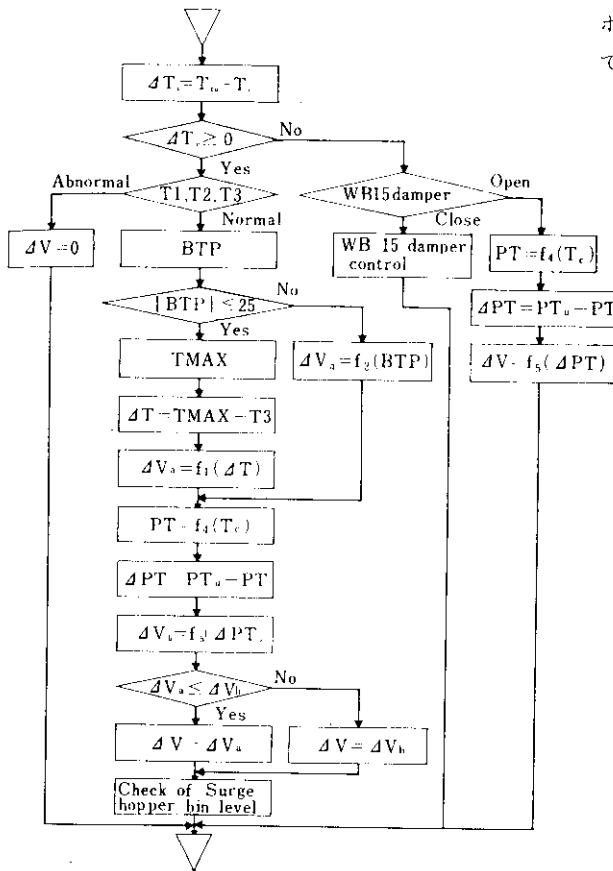 ホ
で
ΔTc=Tcu-Tc
ΔTc≥0
No
Yes
Abnormal
T1,T2,T3
Normal
WB15damper
Open
Close
ΔV=0
BTP
WB 15 damper
control
PT=f₄(Tc)
|BTP|≤25
No
Yes
ΔPT=PTu-PT
TMAX
ΔVa=f₂(BTP)
ΔV=f₅(ΔPT)
ΔT=TMAX-T3
ΔVa=f₁(ΔT)
PT=f₄(Tc)
ΔPT=PTu-PT
ΔVb=f₅(ΔPT)
ΔVa≤ΔVb
No
Yes
ΔV=ΔVa
ΔV=ΔVb
Check of Surge
hopper bin level